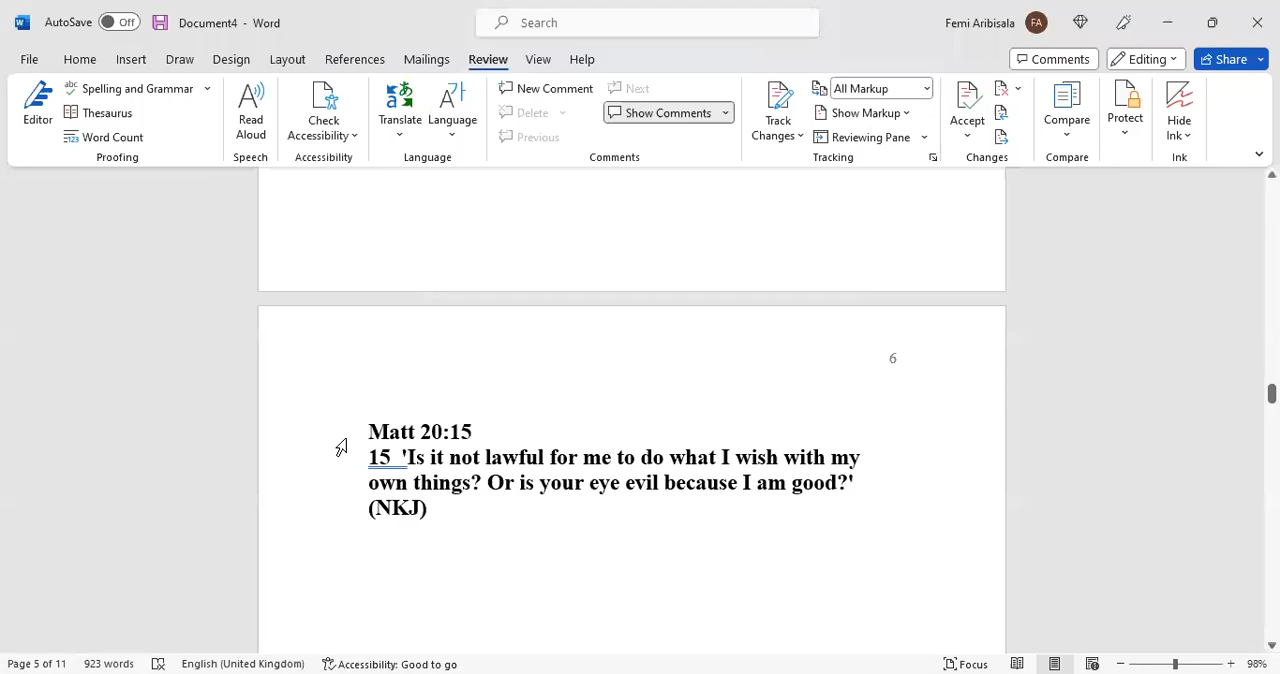 AutoSave Off Document4 - Word Search Femi Aribisala FA
File Home Insert Draw Design Layout References Mailings Review View Help Comments Editing Share
Editor
abc Spelling and Grammar
Thesaurus
123 Word Count
Proofing
Read
Aloud
Speech
Check
Accessibility
Accessibility
Translate Language
Language
New Comment Next
Delete Show Comments
Previous
Comments
Track
Changes
All Markup
Show Markup
Reviewing Pane
Tracking
Accept
Changes
Compare
Compare
Protect
Hide
Ink
Ink
6
Matt 20:15
15 'Is it not lawful for me to do what I wish with my
own things? Or is your eye evil because I am good?'
(NKJ)
Page 5 of 11 923 words English (United Kingdom) Accessibility: Good to go Focus 98%